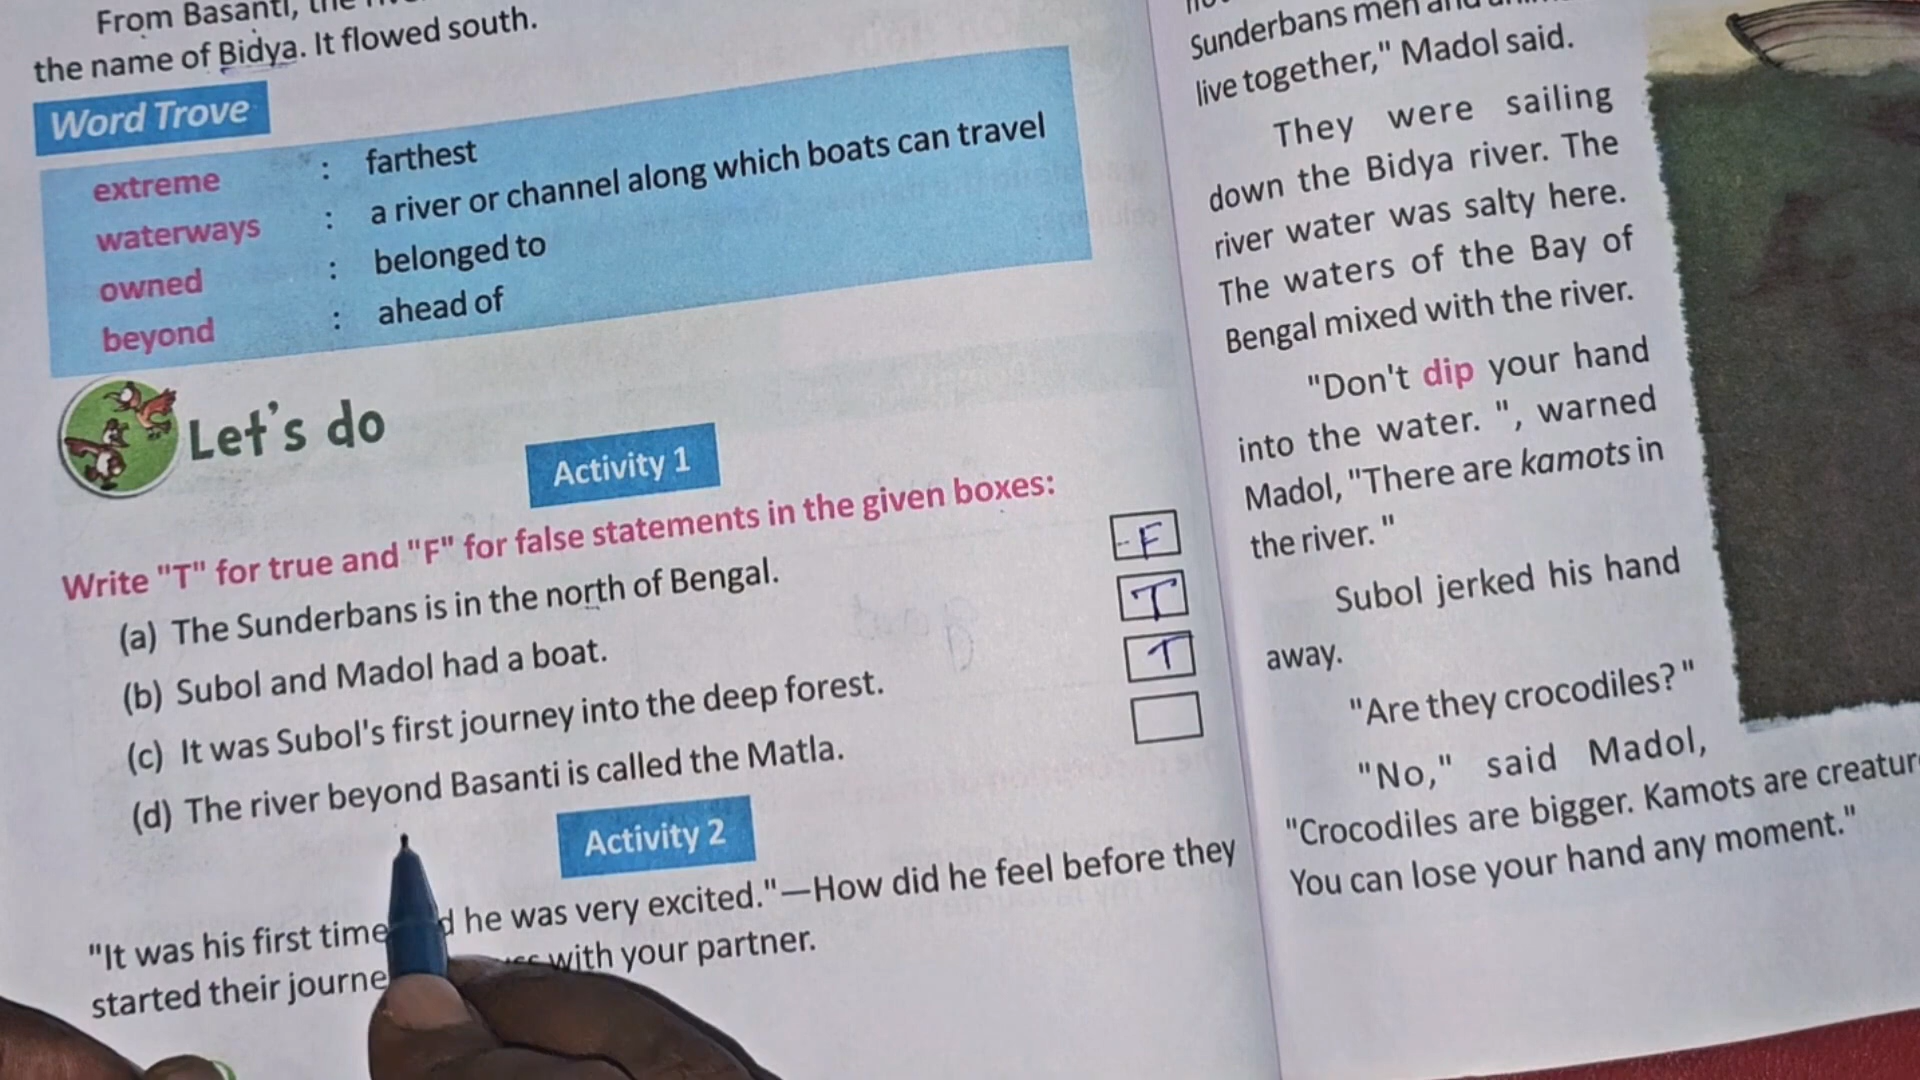 From Basanti, the
the name of Bidya. It flowed south.
Word Trove
extreme : farthest
waterways : a river or channel along which boats can travel
owned : belonged to
beyond : ahead of
Let's do
Activity 1
Write "T" for true and "F" for false statements in the given boxes:
(a) The Sunderbans is in the north of Bengal. F
(b) Subol and Madol had a boat. T
(c) It was Subol's first journey into the deep forest. T
(d) The river beyond Basanti is called the Matla.
Activity 2
"It was his first time he was very excited."—How did he feel before they
started their with your partner.
Sunderbans men
live together," Madol said.
They were sailing
down the Bidya river. The
river water was salty here.
The waters of the Bay of
Bengal mixed with the river.
"Don't dip your hand
into the water. ", warned
Madol, "There are kamots in
the river. "
Subol jerked his hand
away.
"Are they crocodiles? "
"No," said Madol,
"Crocodiles are bigger. Kamots are
You can lose your hand any moment."